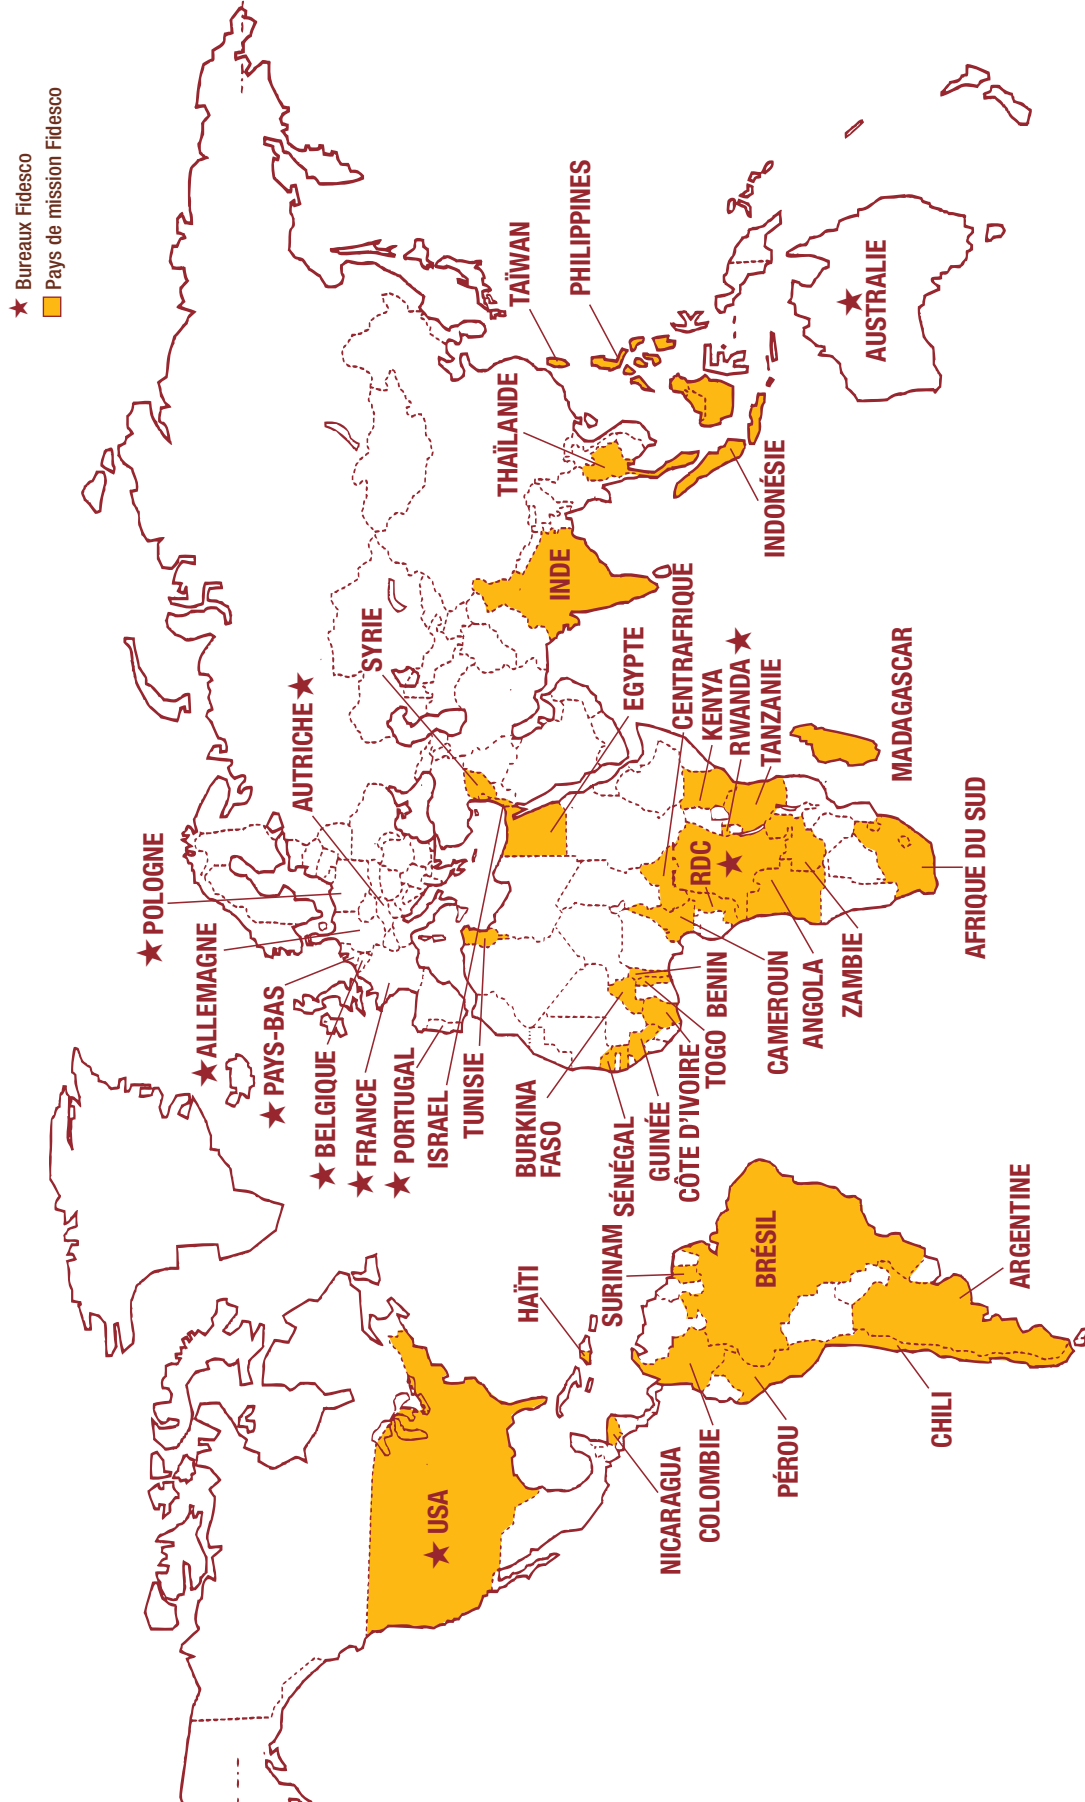 ★ Bureaux Fidesco
Pays de mission Fidesco
★ POLOGNE
★ ALLEMAGNE
★ PAYS-BAS
★ BELGIQUE
★ FRANCE
★ PORTUGAL
ISRAEL
TUNISIE
AUTRICHE ★
SYRIE
EGYPTE
INDE
THAÏLANDE
TAÏWAN
PHILIPPINES
INDONÉSIE
★
AUSTRALIE
★ USA
HAÏTI
NICARAGUA
COLOMBIE
SURINAM
BRÉSIL
PÉROU
CHILI
ARGENTINE
BURKINA
FASO
SÉNÉGAL
GUINÉE
CÔTE D'IVOIRE
TOGO
BENIN
CAMEROUN
ANGOLA
ZAMBIE
RDC
★
CENTRAFRIQUE
KENYA
RWANDA ★
TANZANIE
MADAGASCAR
AFRIQUE DU SUD